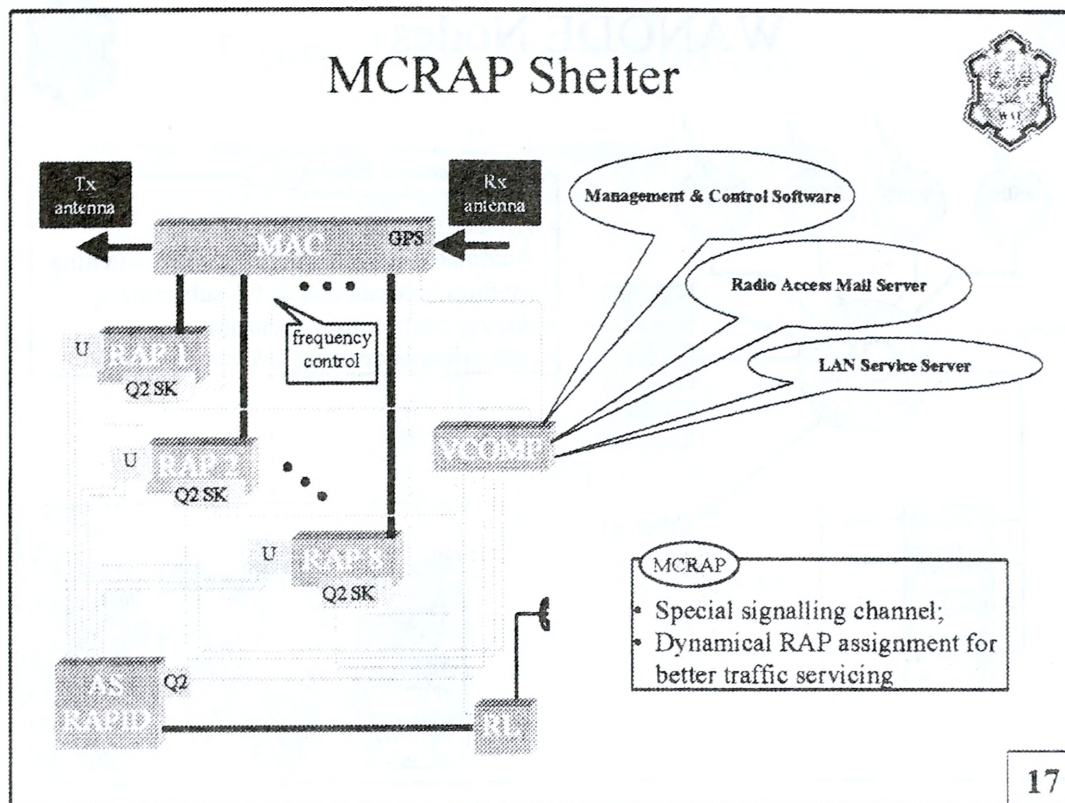 MCRAP Shelter
Tx
antenna
Rx
antenna
MAC
GPS
frequency
control
U
RAP 1
Q2 SK
U
RAP 2
Q2 SK
U
RAP 8
Q2 SK
VCOMP
Management & Control Software
Radio Access Mail Server
LAN Service Server
AS
RAPID
Q2
RL
MCRAP
• Special signalling channel;
• Dynamical RAP assignment for
better traffic servicing
17